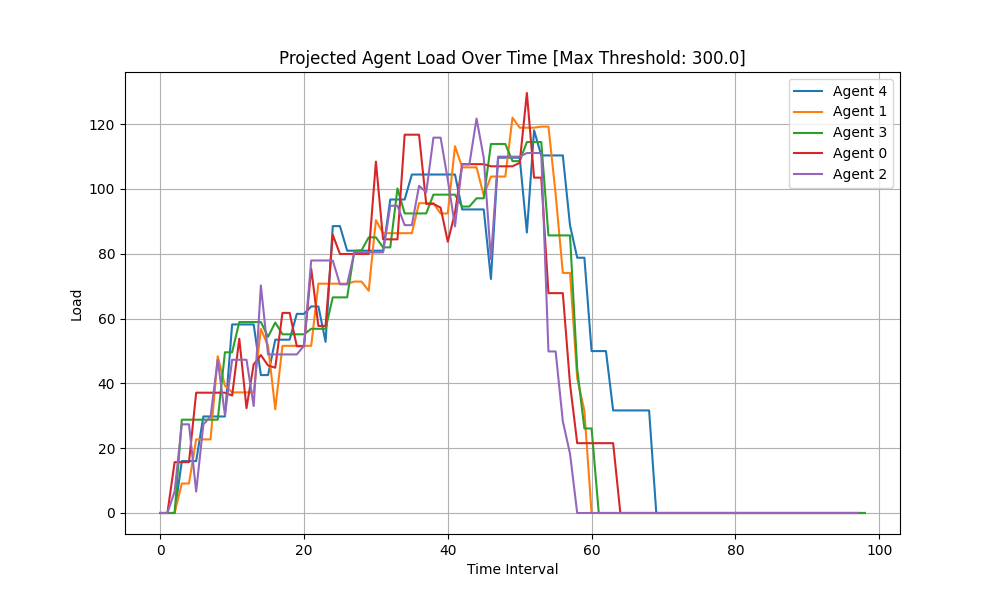 Projected Agent Load Over Time [Max Threshold: 300.0]
Agent 4
Agent 1
Agent 3
Agent 0
Agent 2
Load
120
100
80
60
40
20
0
0 20 40 60 80 100
Time Interval